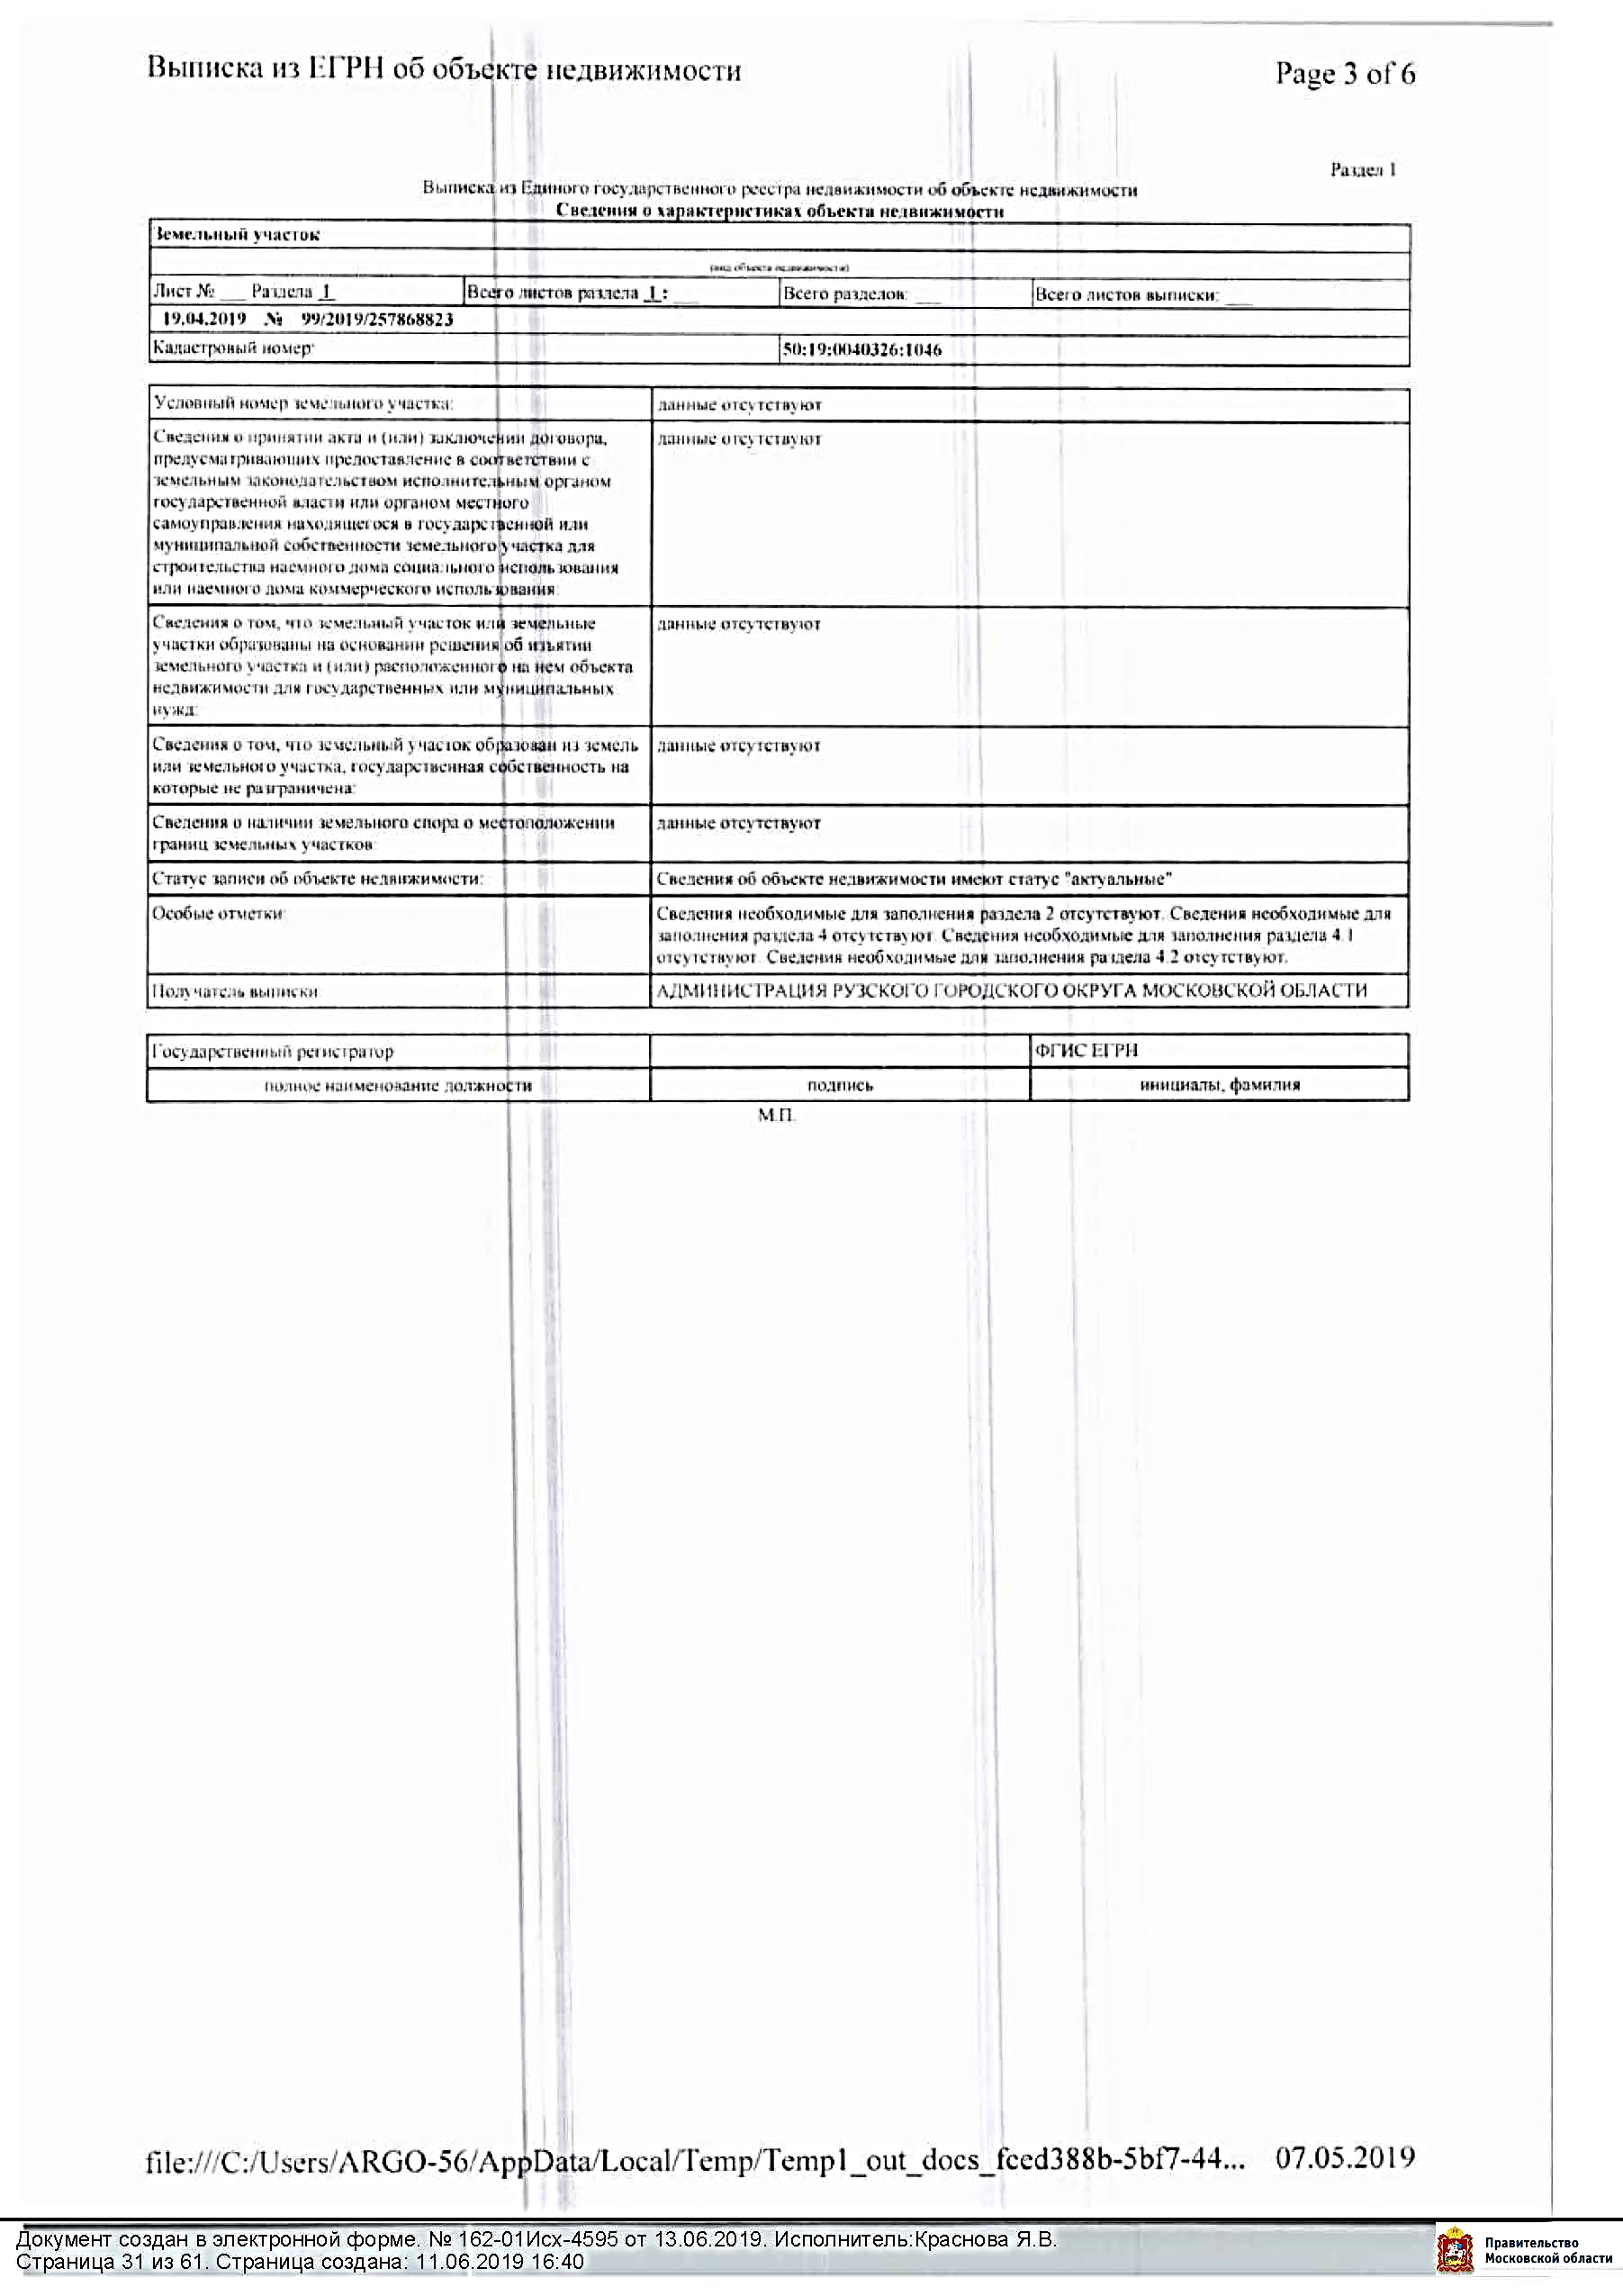 Выписка из ЕГРН об объекте недвижимости
Page 3 of 6
Раздел 1
Выписка из Единого государственного реестра недвижимости об объекте недвижимости
Сведения о характеристиках объекта недвижимости
Земельный участок
(вид объекта недвижимости)
Лист № ___ Раздела 1
Всего листов раздела 1 : ___
Всего разделов: ___
Всего листов выписки: ___
19.04.2019 № 99/2019/257868823
Кадастровый номер:
50:19:0040326:1046
Условный номер земельного участка:
данные отсутствуют
Сведения о принятии акта и (или) заключении договора,
предусматривающих предоставление в соответствии с
земельным законодательством исполнительным органом
государственной власти или органом местного
самоуправления находящегося в государственной или
муниципальной собственности земельного участка для
строительства наемного дома социального использования
или наемного дома коммерческого использования:
данные отсутствуют
Сведения о том, что земельный участок или земельные
участки образованы на основании решения об изъятии
земельного участка и (или) расположенного на нем объекта
недвижимости для государственных или муниципальных
нужд:
данные отсутствуют
Сведения о том, что земельный участок образован из земель
или земельного участка, государственная собственность на
которые не разграничена:
данные отсутствуют
Сведения о наличии земельного спора о местоположении
границ земельных участков:
данные отсутствуют
Статус записи об объекте недвижимости:
Сведения об объекте недвижимости имеют статус "актуальные"
Особые отметки:
Сведения необходимые для заполнения раздела 2 отсутствуют. Сведения необходимые для
заполнения раздела 4 отсутствуют. Сведения необходимые для заполнения раздела 4.1
отсутствуют. Сведения необходимые для заполнения раздела 4.2 отсутствуют.
Получатель выписки:
АДМИНИСТРАЦИЯ РУЗСКОГО ГОРОДСКОГО ОКРУГА МОСКОВСКОЙ ОБЛАСТИ
Государственный регистратор
ФГИС ЕГРН
полное наименование должности
подпись
инициалы, фамилия
М.П.
file:///C:/Users/ARGO-56/AppData/Local/Temp/Temp1_out_docs_fced388b-5bf7-44... 07.05.2019
Документ создан в электронной форме. № 162-01Исх-4595 от 13.06.2019. Исполнитель:Краснова Я.В.
Страница 31 из 61. Страница создана: 11.06.2019 16:40
Правительство
Московской области